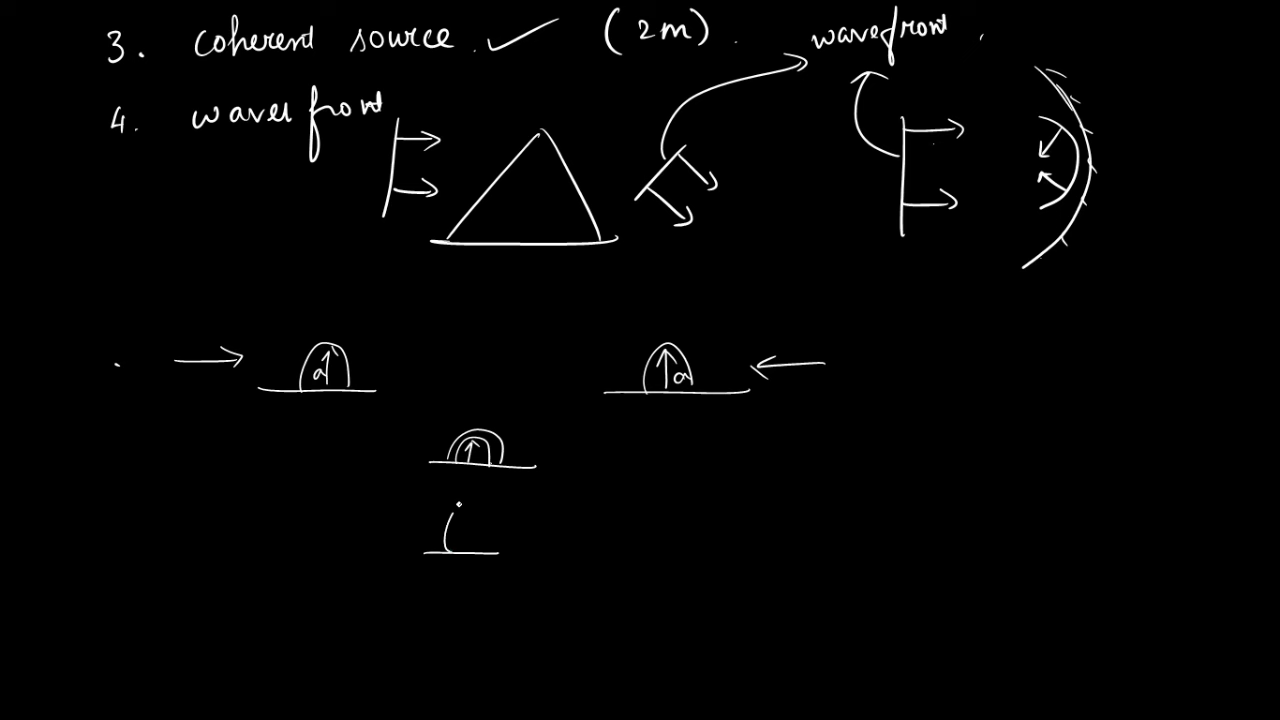 3. coherent source. (2m).
wavefront.
4. wavefront
a
a